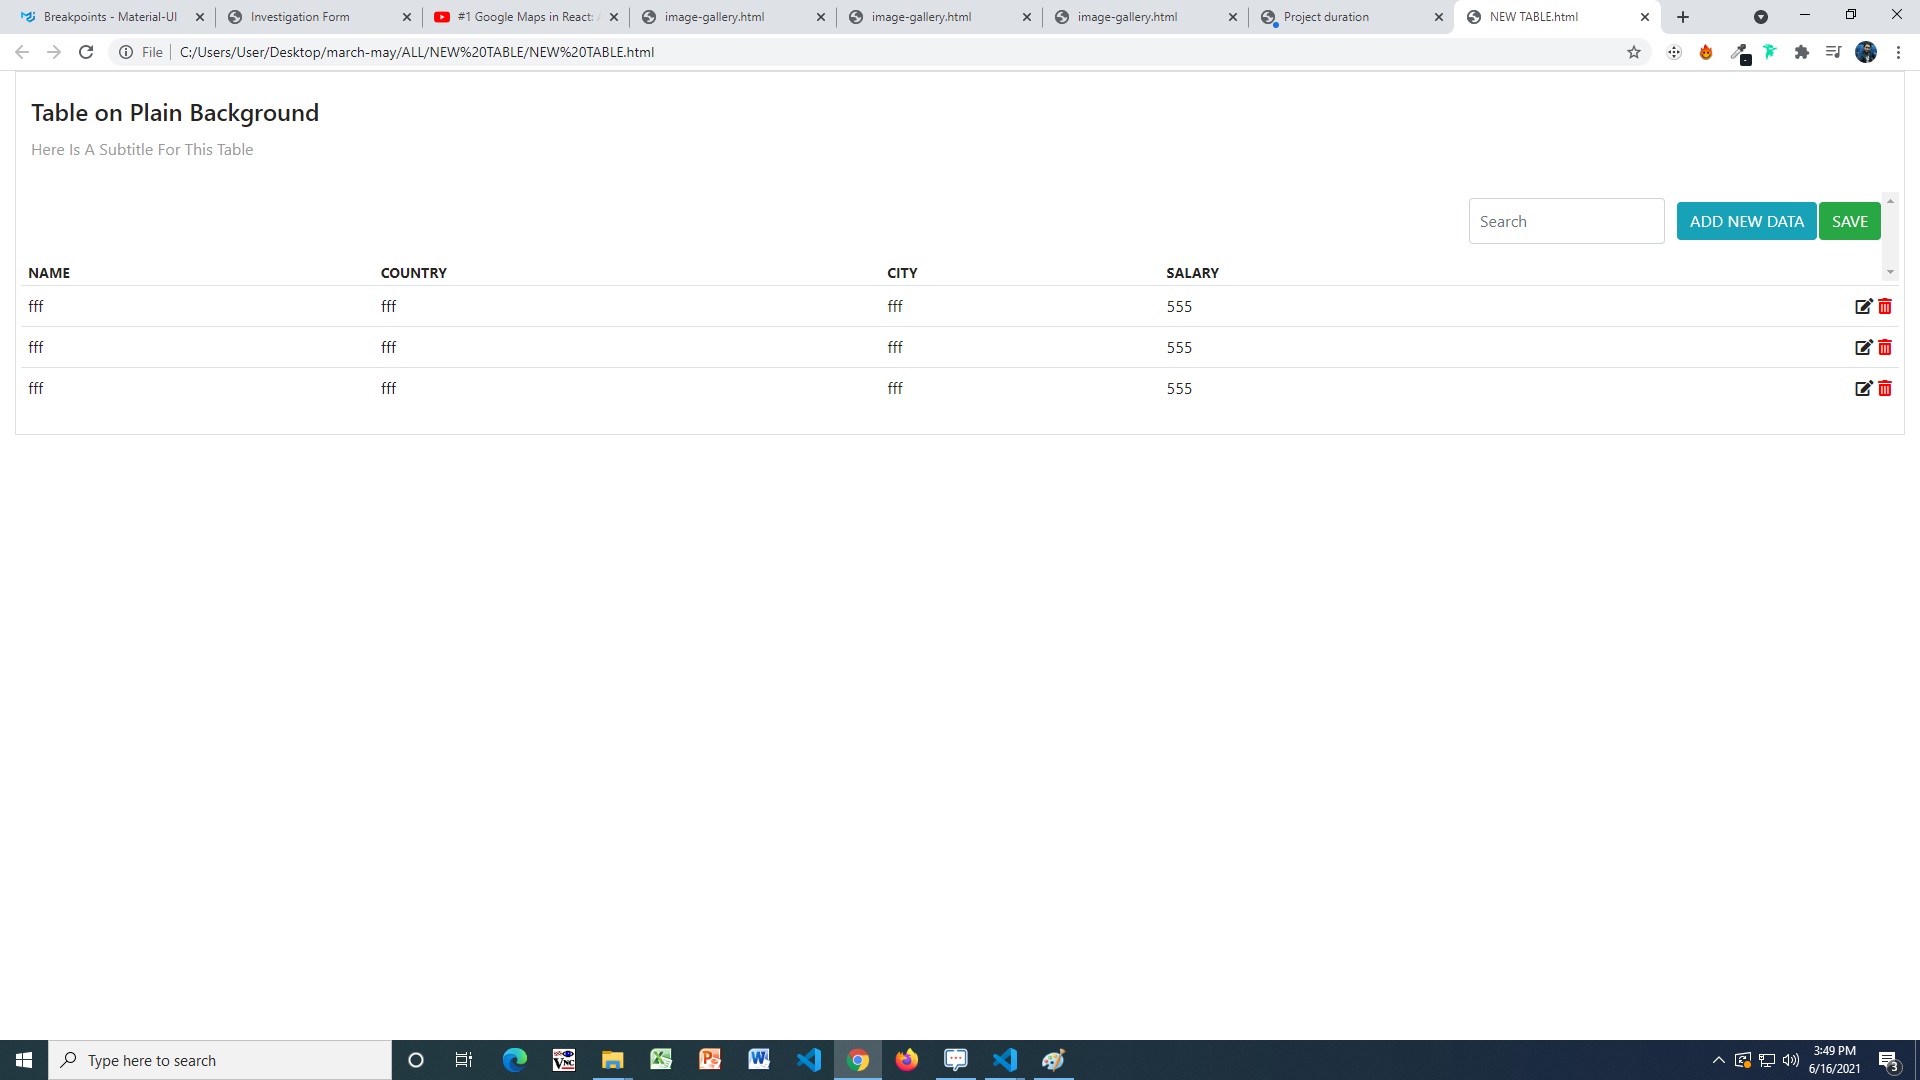 Breakpoints - Material-UI
Investigation Form
#1 Google Maps in React:
image-gallery.html
image-gallery.html
image-gallery.html
Project duration
NEW TABLE.html
File C:/Users/User/Desktop/march-may/ALL/NEW%20TABLE/NEW%20TABLE.html
Table on Plain Background
Here Is A Subtitle For This Table
Search ADD NEW DATA SAVE
NAME COUNTRY CITY SALARY
fff fff fff 555
fff fff fff 555
fff fff fff 555
Type here to search
VNC
3:49 PM
6/16/2021
3